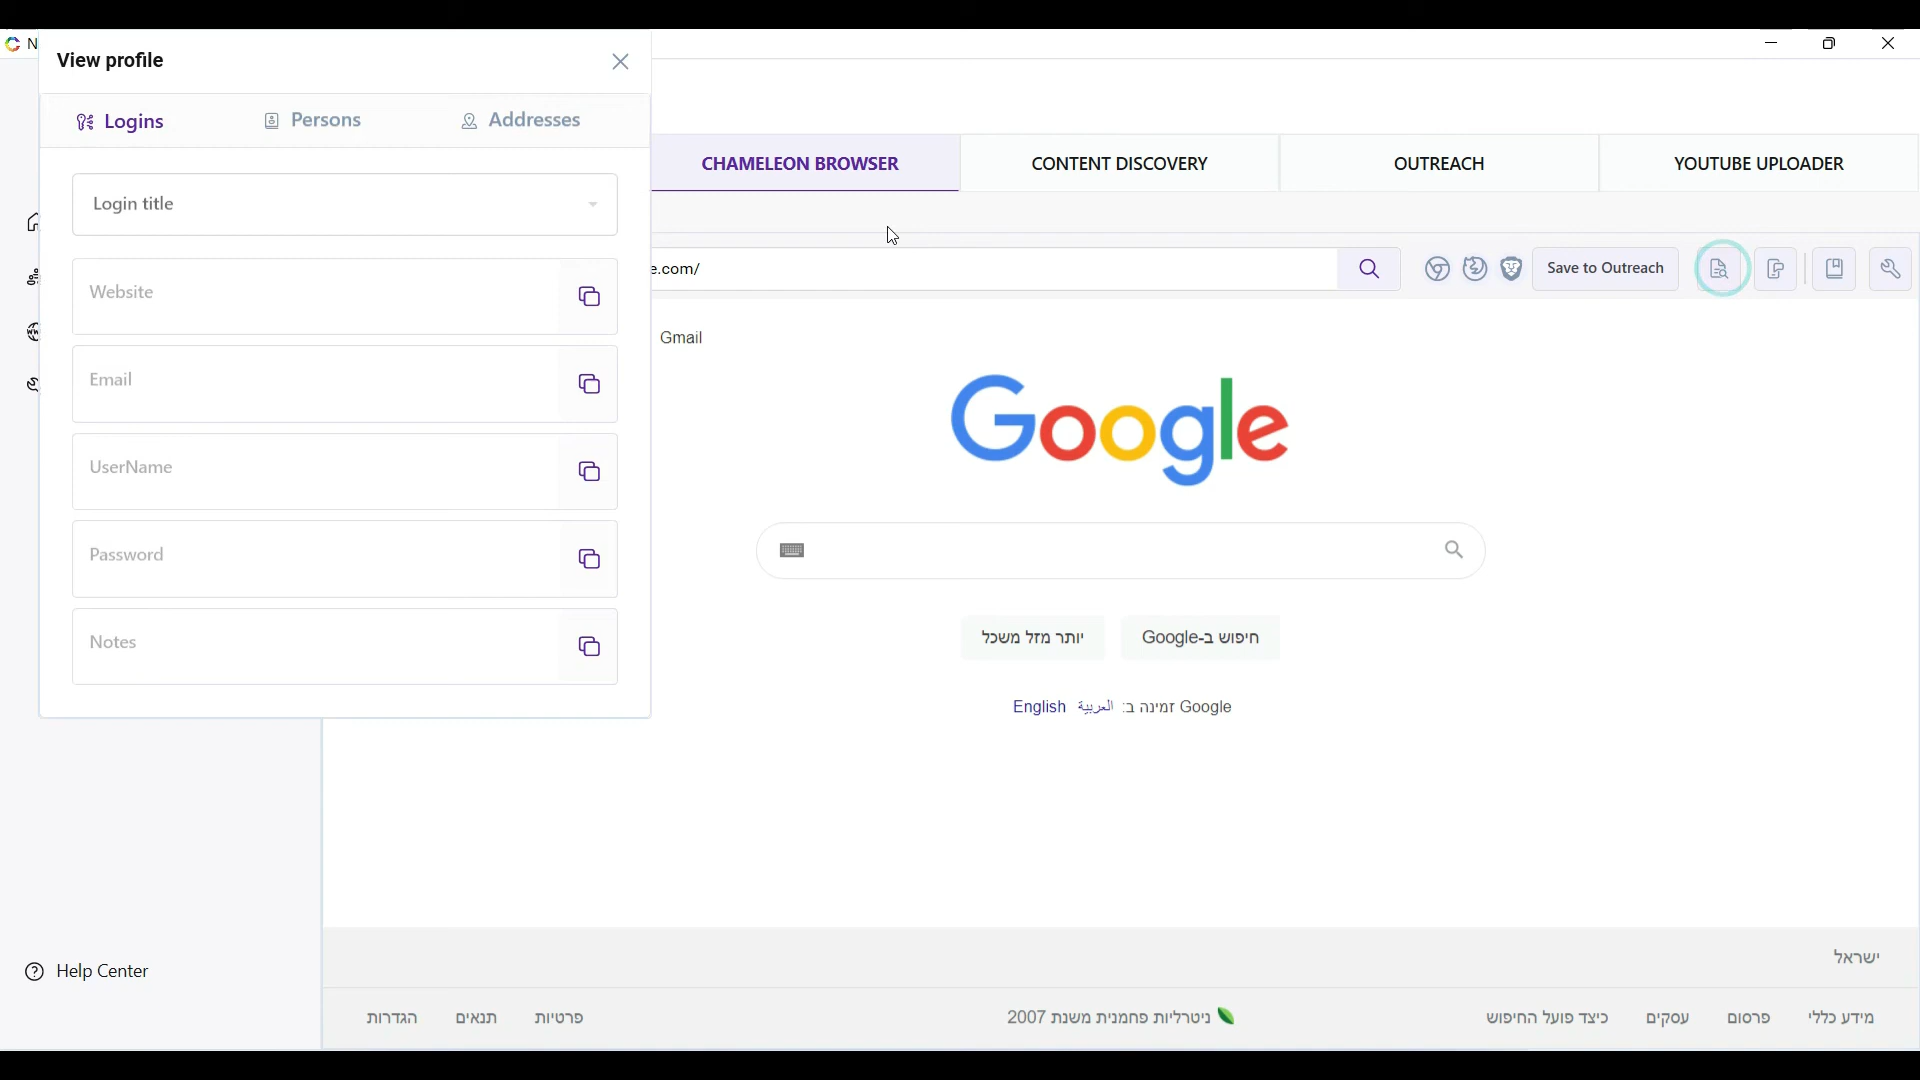 N
View profile
Logins Persons Addresses
Login title
Website
Email
UserName
Password
Notes
Help Center
CHAMELEON BROWSER CONTENT DISCOVERY OUTREACH YOUTUBE UPLOADER
e.com/
Save to Outreach
Gmail
Google
חיפוש ב-Google יותר מזל משכל
Google זמינה ב: العربية English
ישראל
מידע כללי פרסום עסקים כיצד פועל החיפוש ניטרליות פחמנית משנת 2007 פרטיות תנאים הגדרות